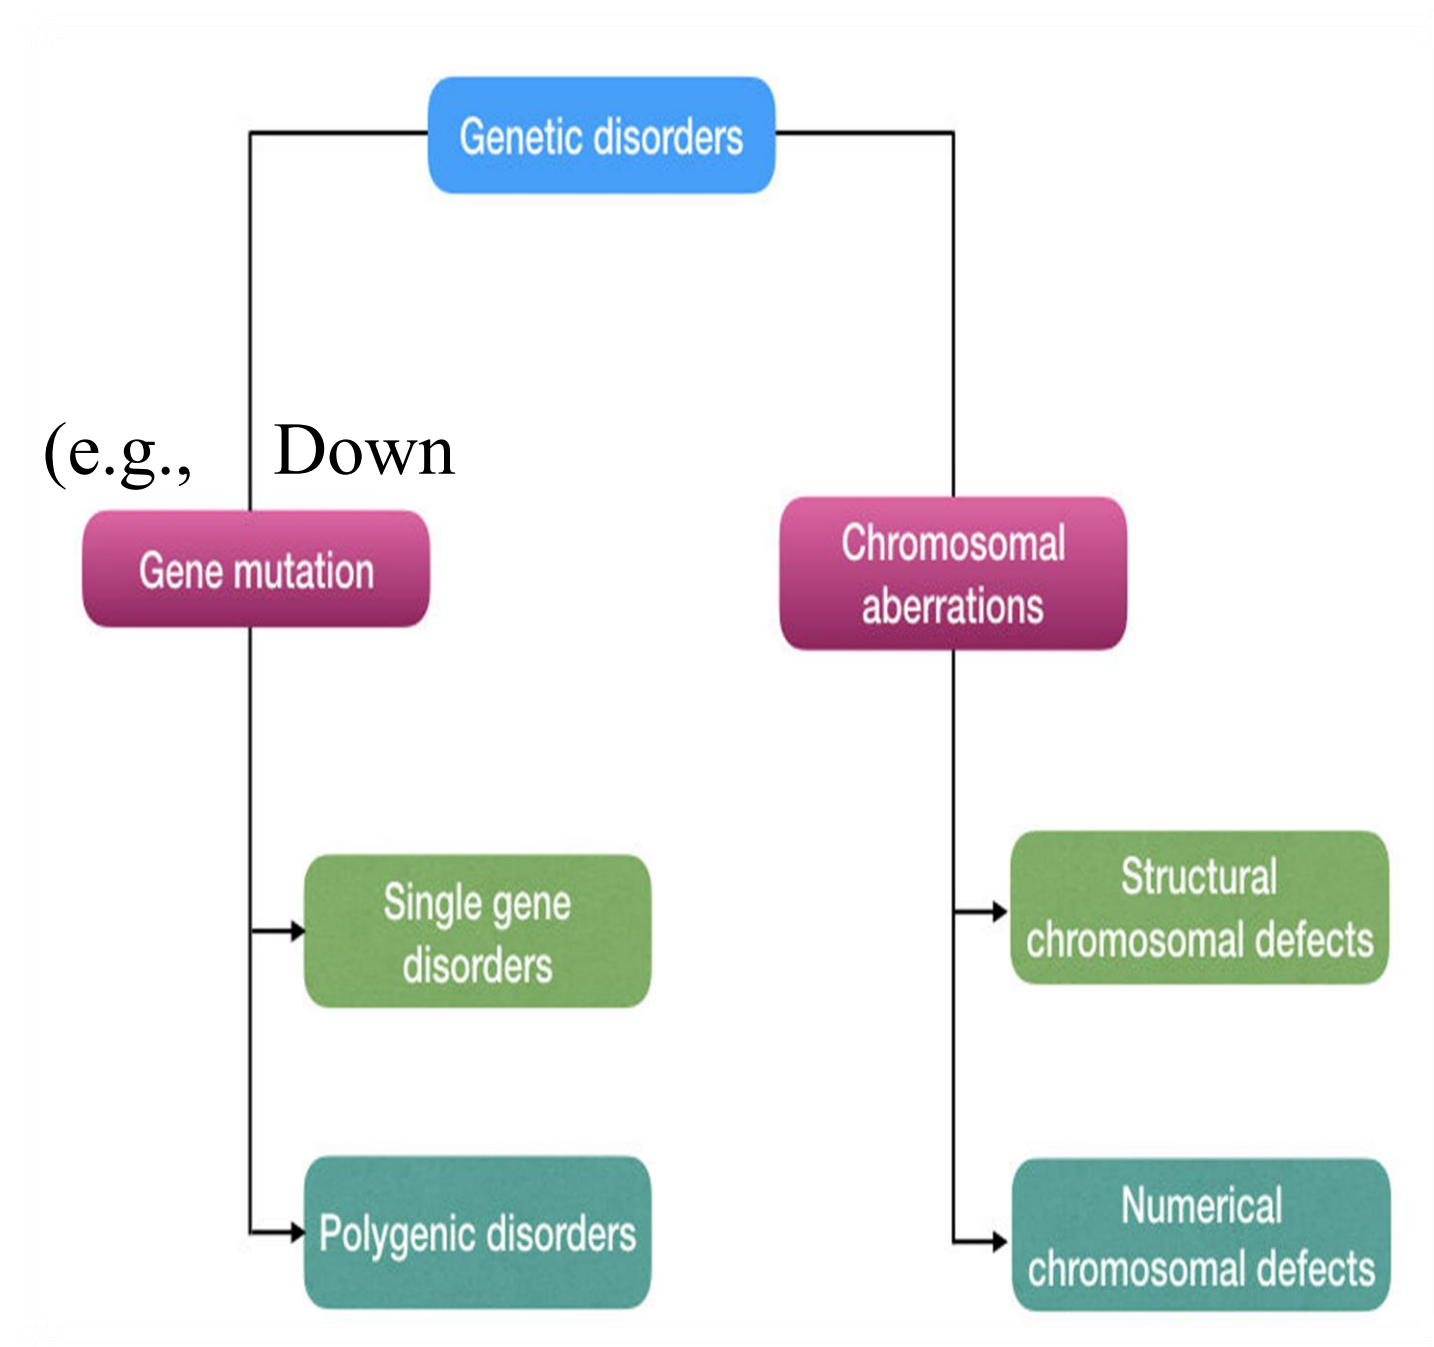 Genetic disorders
(e.g., Down
Gene mutation
Chromosomal
aberrations
Single gene
disorders
Structural
chromosomal defects
Polygenic disorders
Numerical
chromosomal defects